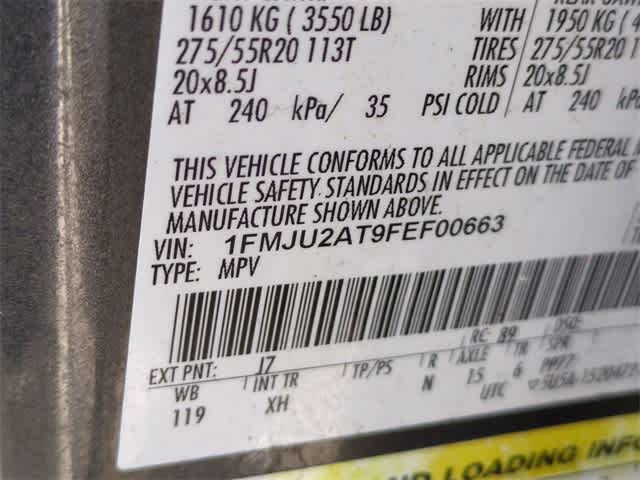 1610 KG ( 3550 LB) WITH 1950 KG
275/55R20 113T TIRES 275/55R20
20x8.5J RIMS 20x8.5J
AT 240 kPa/ 35 PSI COLD AT 240
THIS VEHICLE CONFORMS TO ALL APPLICABLE FEDERAL
VEHICLE SAFETY STANDARDS IN EFFECT ON THE DATE OF
MANUFACTURE SHOWN ABOVE.
VIN: 1FMJU2AT9FEF00663
TYPE: MPV
EXT PNT: J7 RC: 89 DSO:
WB INT TR TP/PS R AXLE TR SPR
119 XH N 15 6
UTC
AND LOADING